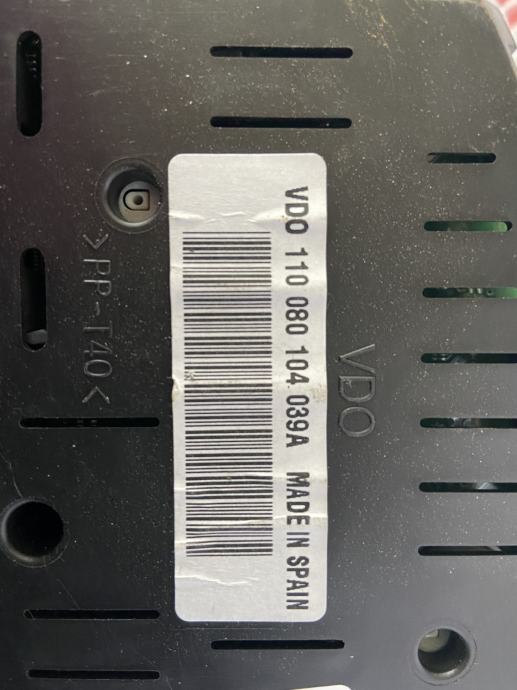 >PP-T40<
VDO 110 080 104 039A MADE IN SPAIN
VDO